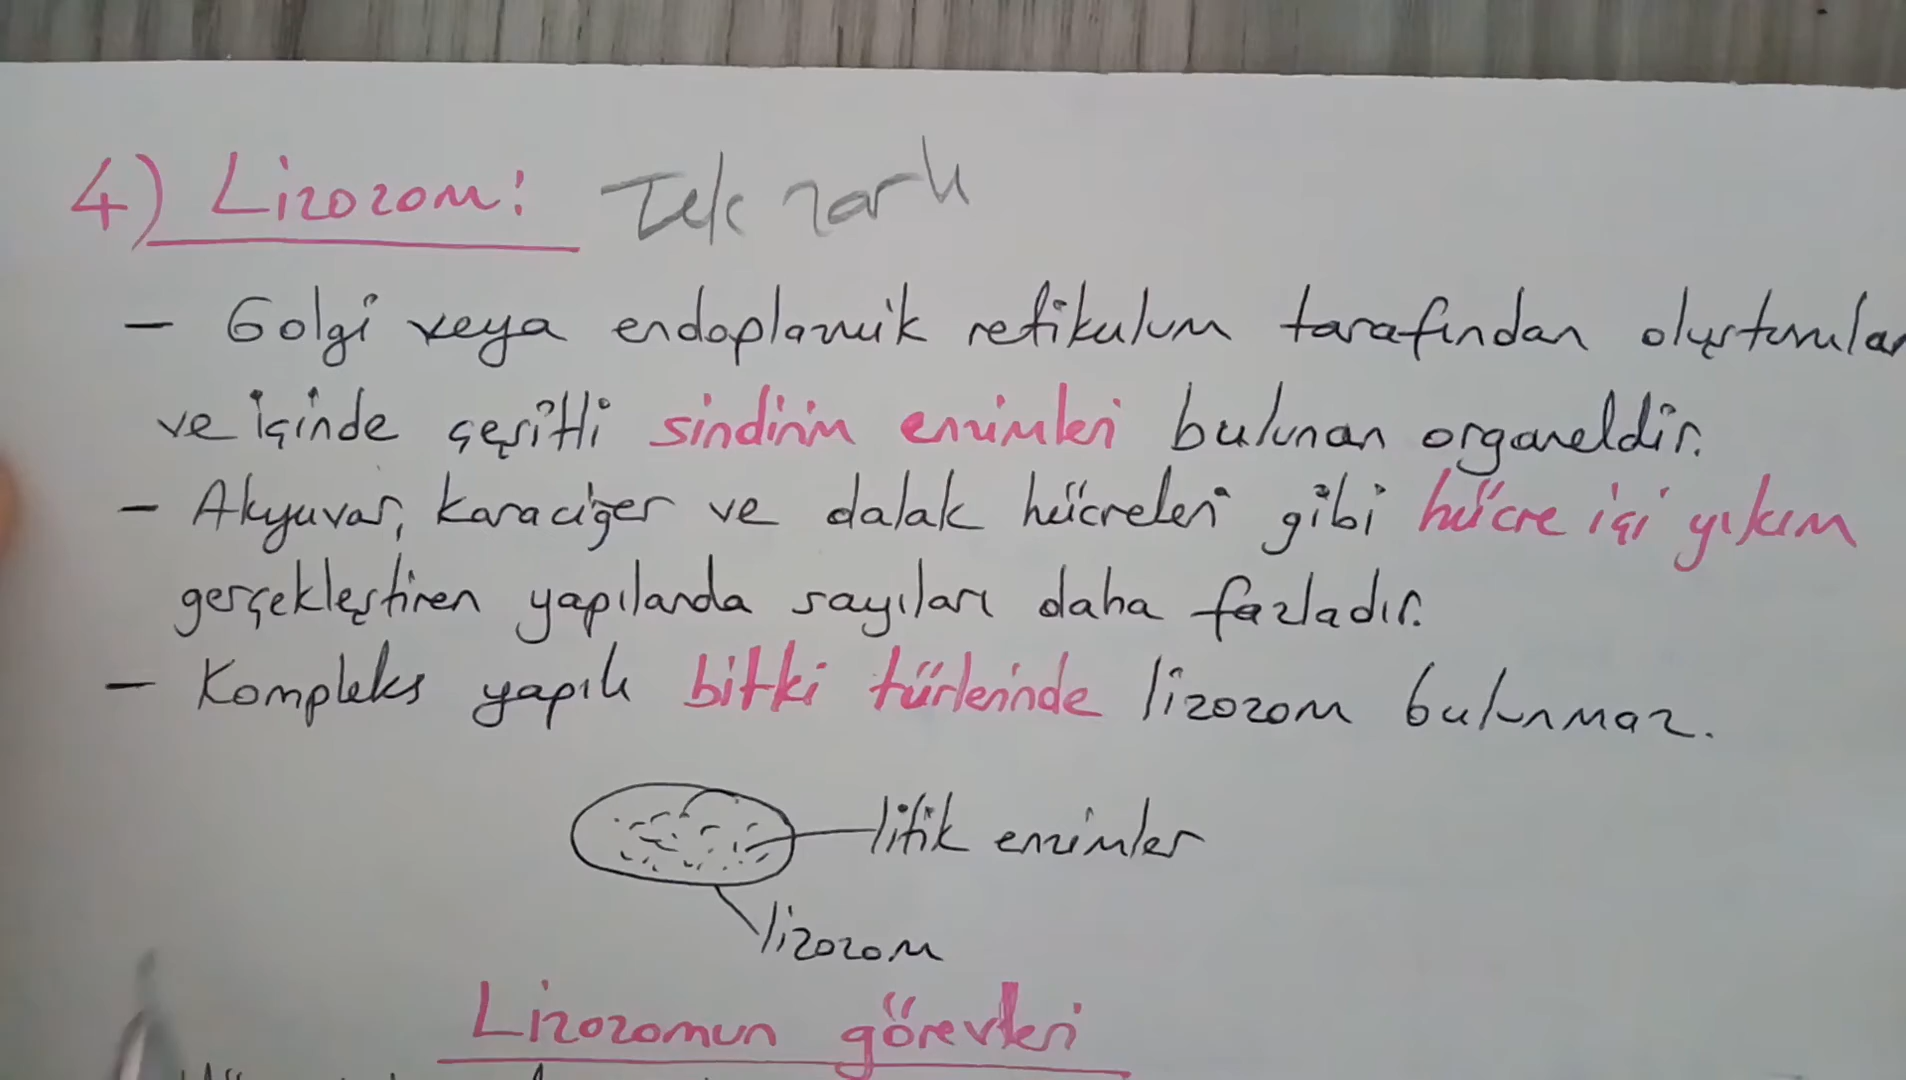 4) Lizozom: Tek zarlı
- Golgi veya endoplazmik retikulum tarafından oluşturulan
ve içinde çeşitli sindirim enzimleri bulunan organeldir.
- Akyuvar, karaciğer ve dalak hücreleri gibi hücre içi yıkım
gerçekleştiren yapılarda sayıları daha fazladır.
- Kompleks yapılı bitki türlerinde lizozom bulunmaz.
litik enzimler
lizozom
Lizozomun görevleri